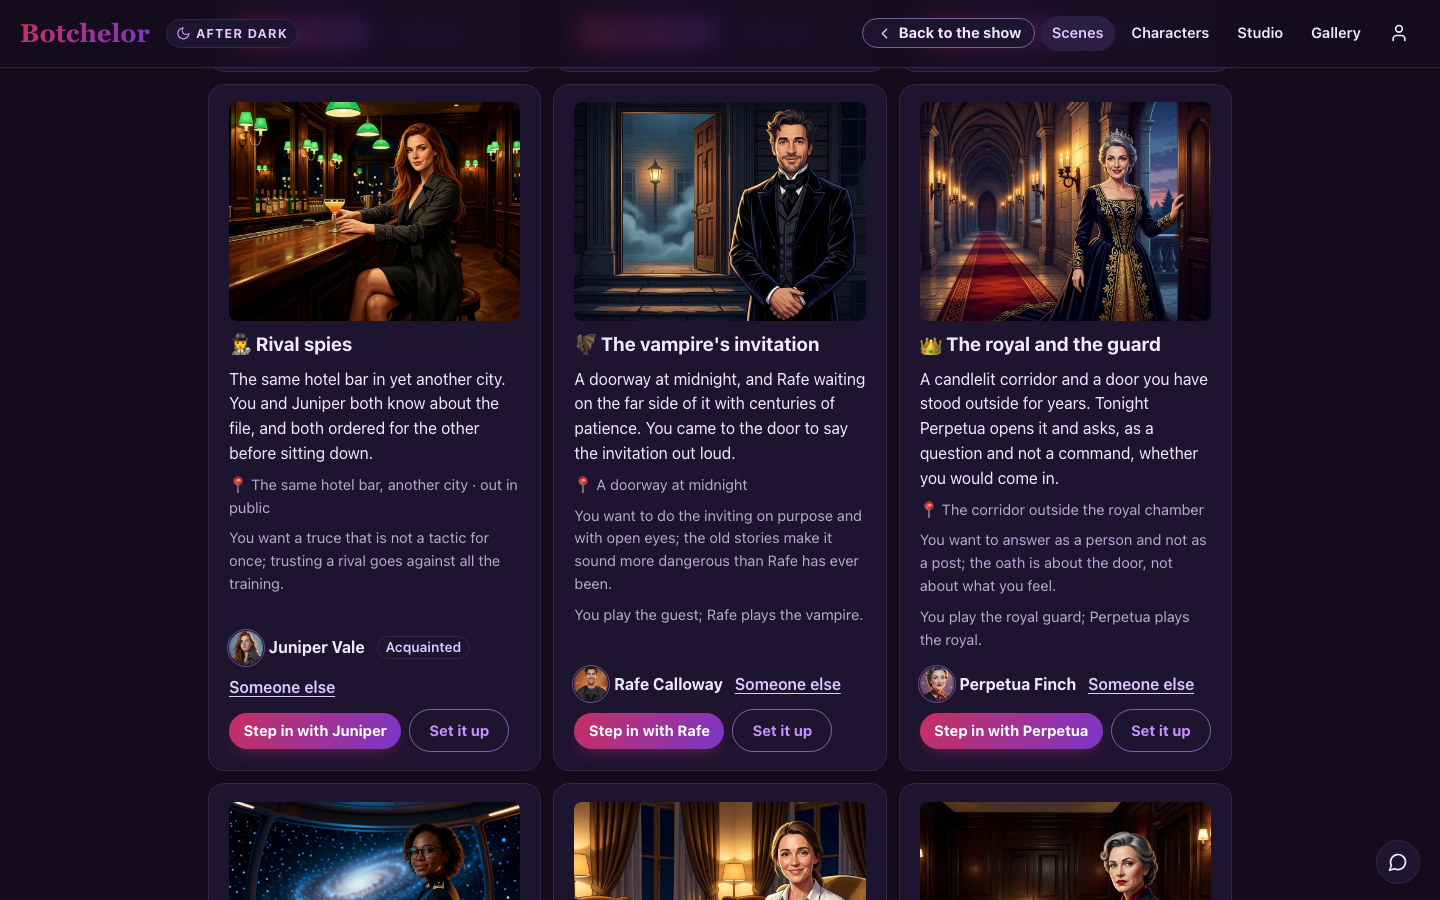 Botchelor
AFTER DARK
Back to the show
Scenes
Characters
Studio
Gallery
Rival spies
The same hotel bar in yet another city.
You and Juniper both know about the
file, and both ordered for the other
before sitting down.
The same hotel bar, another city · out in
public
You want a truce that is not a tactic for
once; trusting a rival goes against all the
training.
Juniper Vale
Acquainted
Someone else
Step in with Juniper
Set it up
The vampire's invitation
A doorway at midnight, and Rafe waiting
on the far side of it with centuries of
patience. You came to the door to say
the invitation out loud.
A doorway at midnight
You want to do the inviting on purpose and
with open eyes; the old stories make it
sound more dangerous than Rafe has ever
been.
You play the guest; Rafe plays the vampire.
Rafe Calloway
Someone else
Step in with Rafe
Set it up
The royal and the guard
A candlelit corridor and a door you have
stood outside for years. Tonight
Perpetua opens it and asks, as a
question and not a command, whether
you would come in.
The corridor outside the royal chamber
You want to answer as a person and not as
a post; the oath is about the door, not
about what you feel.
You play the royal guard; Perpetua plays
the royal.
Perpetua Finch
Someone else
Step in with Perpetua
Set it up